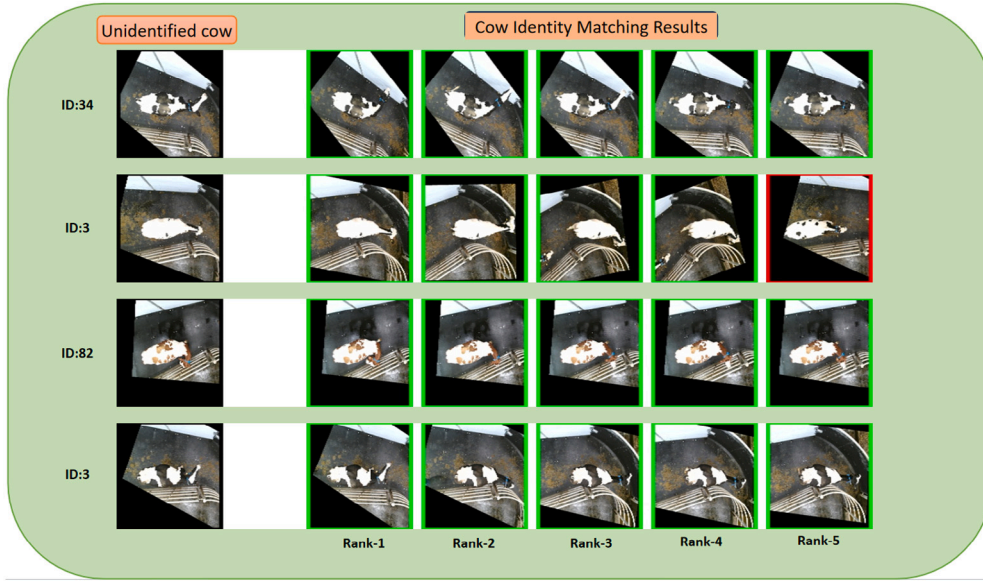 Unidentified cow
Cow Identity Matching Results
ID:34
ID:3
ID:82
ID:3
Rank-1
Rank-2
Rank-3
Rank-4
Rank-5